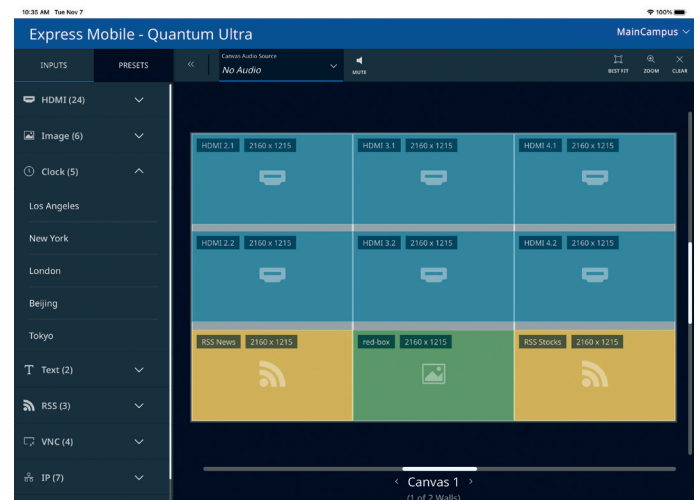 10:35 AM Tue Nov 7
100%
Express Mobile - Quantum Ultra
MainCampus
INPUTS
PRESETS
Canvas Audio Source
No Audio
MUTE
BEST FIT
ZOOM
CLEAR
HDMI (24)
Image (6)
Clock (5)
Los Angeles
New York
London
Beijing
Tokyo
Text (2)
RSS (3)
VNC (4)
IP (7)
HDMI 2.1 2160 x 1215
HDMI 3.1 2160 x 1215
HDMI 4.1 2160 x 1215
HDMI 2.2 2160 x 1215
HDMI 3.2 2160 x 1215
HDMI 4.2 2160 x 1215
RSS News 2160 x 1215
red-box 2160 x 1215
RSS Stocks 2160 x 1215
Canvas 1
(1 of 2 Walls)